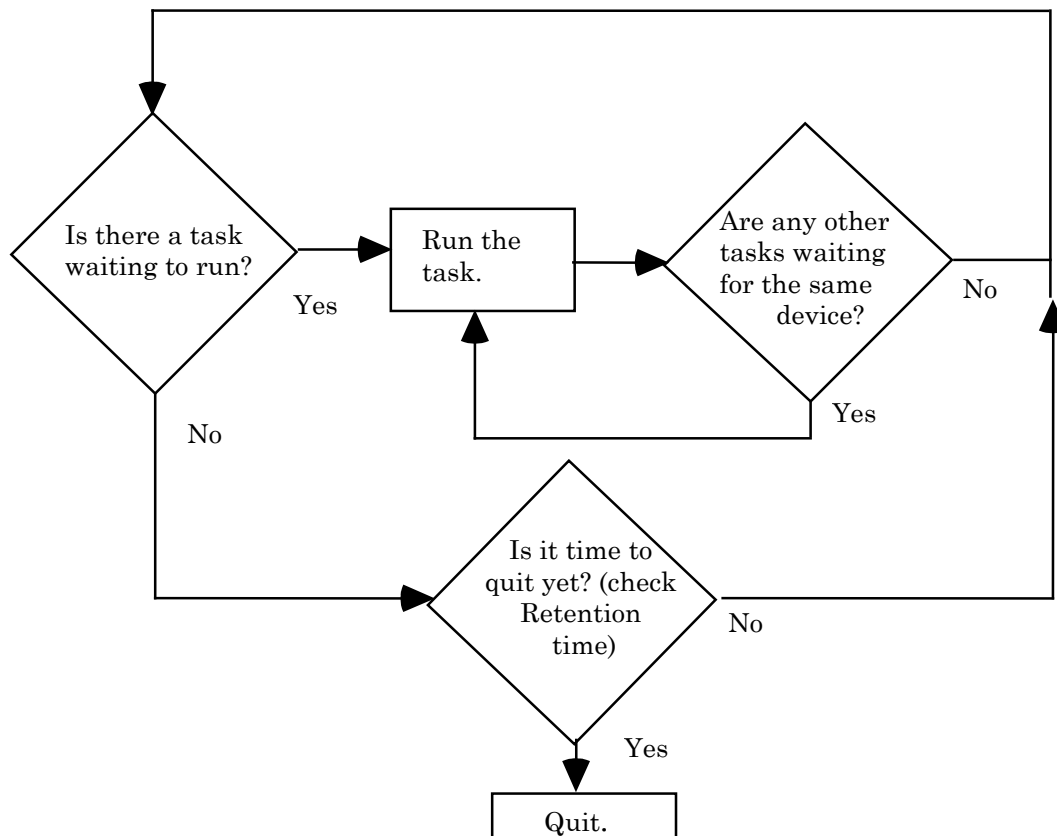 Is there a task
waiting to run?
Yes
Run the
task.
Are any other
tasks waiting
for the same
device?
No
Yes
No
Is it time to
quit yet? (check
Retention
time)
No
Yes
Quit.